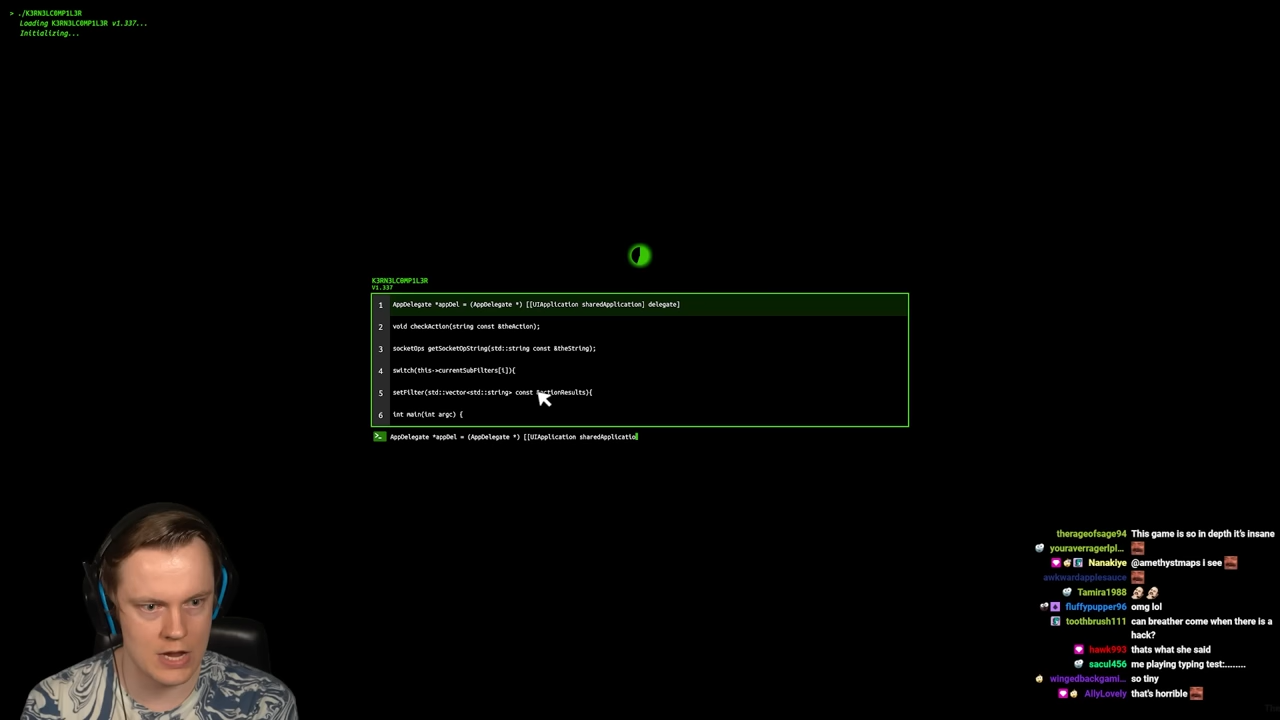 > ./K3RN3LC0MP1L3R
Loading K3RN3LC0MP1L3R v1.337...
Initializing...
K3RN3LC0MP1L3R
V1.337
1 AppDelegate *appDel = (AppDelegate *) [[UIApplication sharedApplication] delegate]
2 void checkAction(string const &theAction);
3 socketOps getSocketOpString(std::string const &theString);
4 switch(this->currentSubFilters[i]){
5 setFilter(std::vector<std::string> const
6 int main(int argc) {
>_ AppDelegate *appDel = (AppDelegate *) [[UIApplication sharedApplicatio
therageofsage94 This game is so in depth it's insane
youraverragerlpl...
Nanakiye @amethystmaps i see
awkwardapplesauce
Tamira1988
fluffypupper96 omg lol
toothbrush111 can breather come when there is a
hack?
hawk993 thats what she said
sacul456 me playing typing test:........
wingedbackgami... so tiny
AllyLovely that's horrible